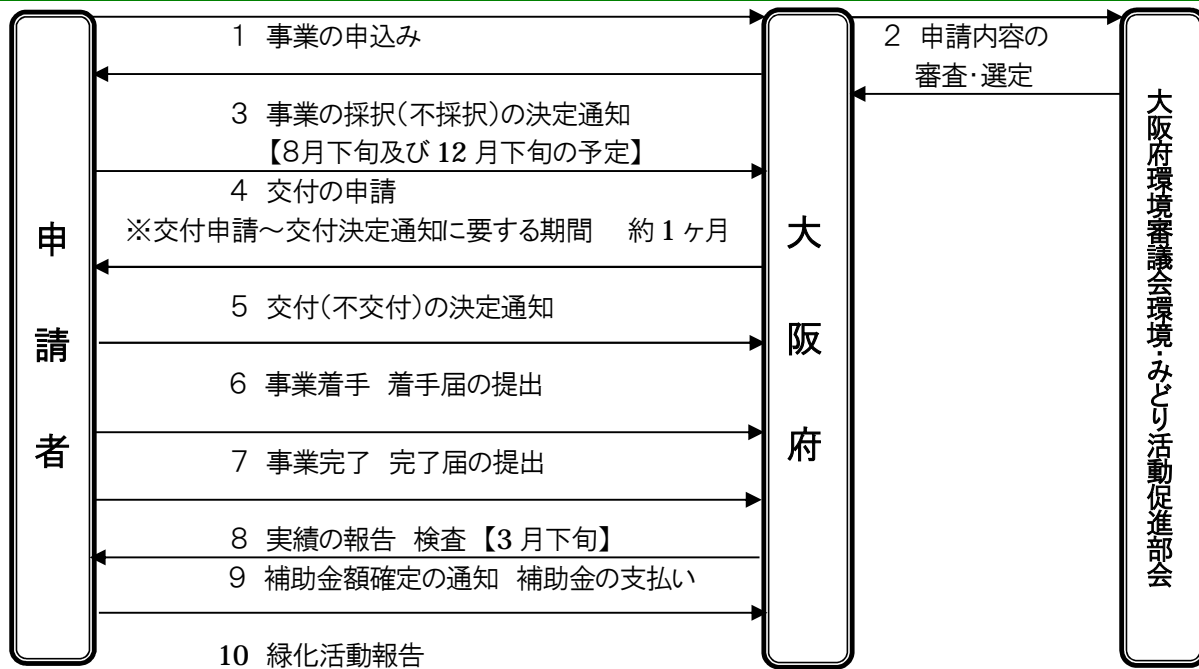 申請者
1 事業の申込み
2 申請内容の
審査・選定
3 事業の採択(不採択)の決定通知
【8月下旬及び 12 月下旬の予定】
4 交付の申請
※交付申請～交付決定通知に要する期間 約 1 ヶ月
5 交付(不交付)の決定通知
6 事業着手 着手届の提出
7 事業完了 完了届の提出
8 実績の報告 検査 【3 月下旬】
9 補助金額確定の通知 補助金の支払い
10 緑化活動報告
大阪府
大阪府環境審議会環境・みどり活動促進部会